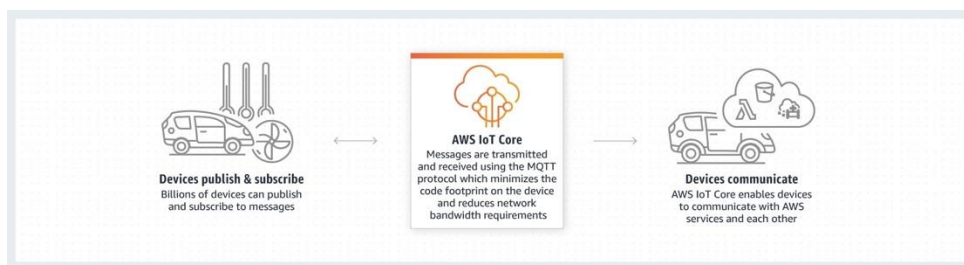 Devices publish & subscribe
Billions of devices can publish
and subscribe to messages
AWS IoT Core
Messages are transmitted
and received using the MQTT
protocol which minimizes the
code footprint on the device
and reduces network
bandwidth requirements
Devices communicate
AWS IoT Core enables devices
to communicate with AWS
services and each other